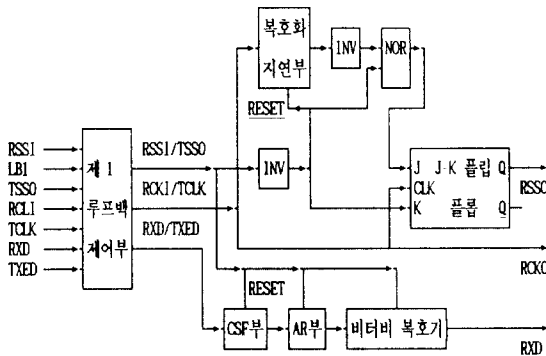 복호화
지연부
INV
NOR
RESET
RSSI
LBI
TSSO
RCLI
TCLK
RXD
TXED
제 1
루프백
제어부
RSSI/TSSO
RCKI/TCLK
RXD/TXED
INV
J J-K 플립 Q
CLK
K 플롭 Q
RSSO
RCKO
RESET
CSF부
AR부
비터비 복호기
RXD